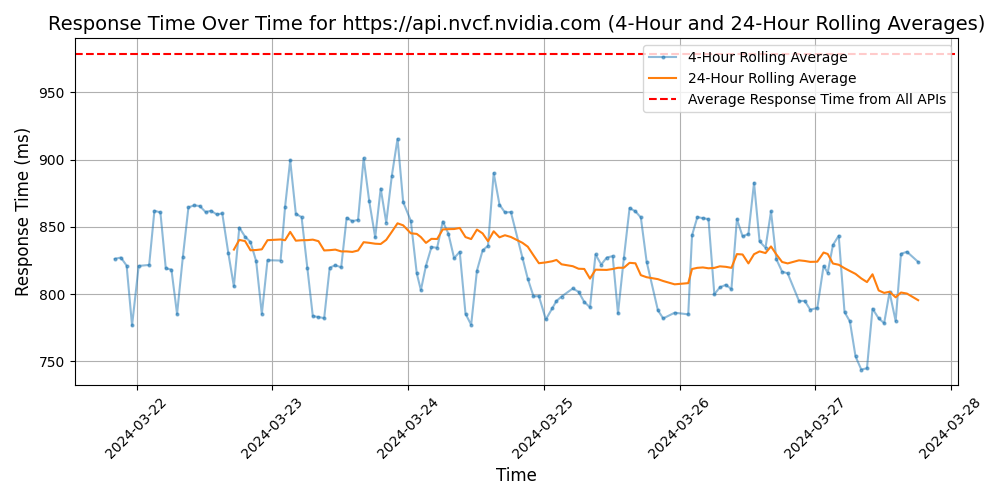 Response Time Over Time for https://api.nvcf.nvidia.com (4-Hour and 24-Hour Rolling Averages)
4-Hour Rolling Average
24-Hour Rolling Average
Average Response Time from All APIs
Response Time (ms)
950
900
850
800
750
2024-03-22
2024-03-23
2024-03-24
2024-03-25
2024-03-26
2024-03-27
2024-03-28
Time